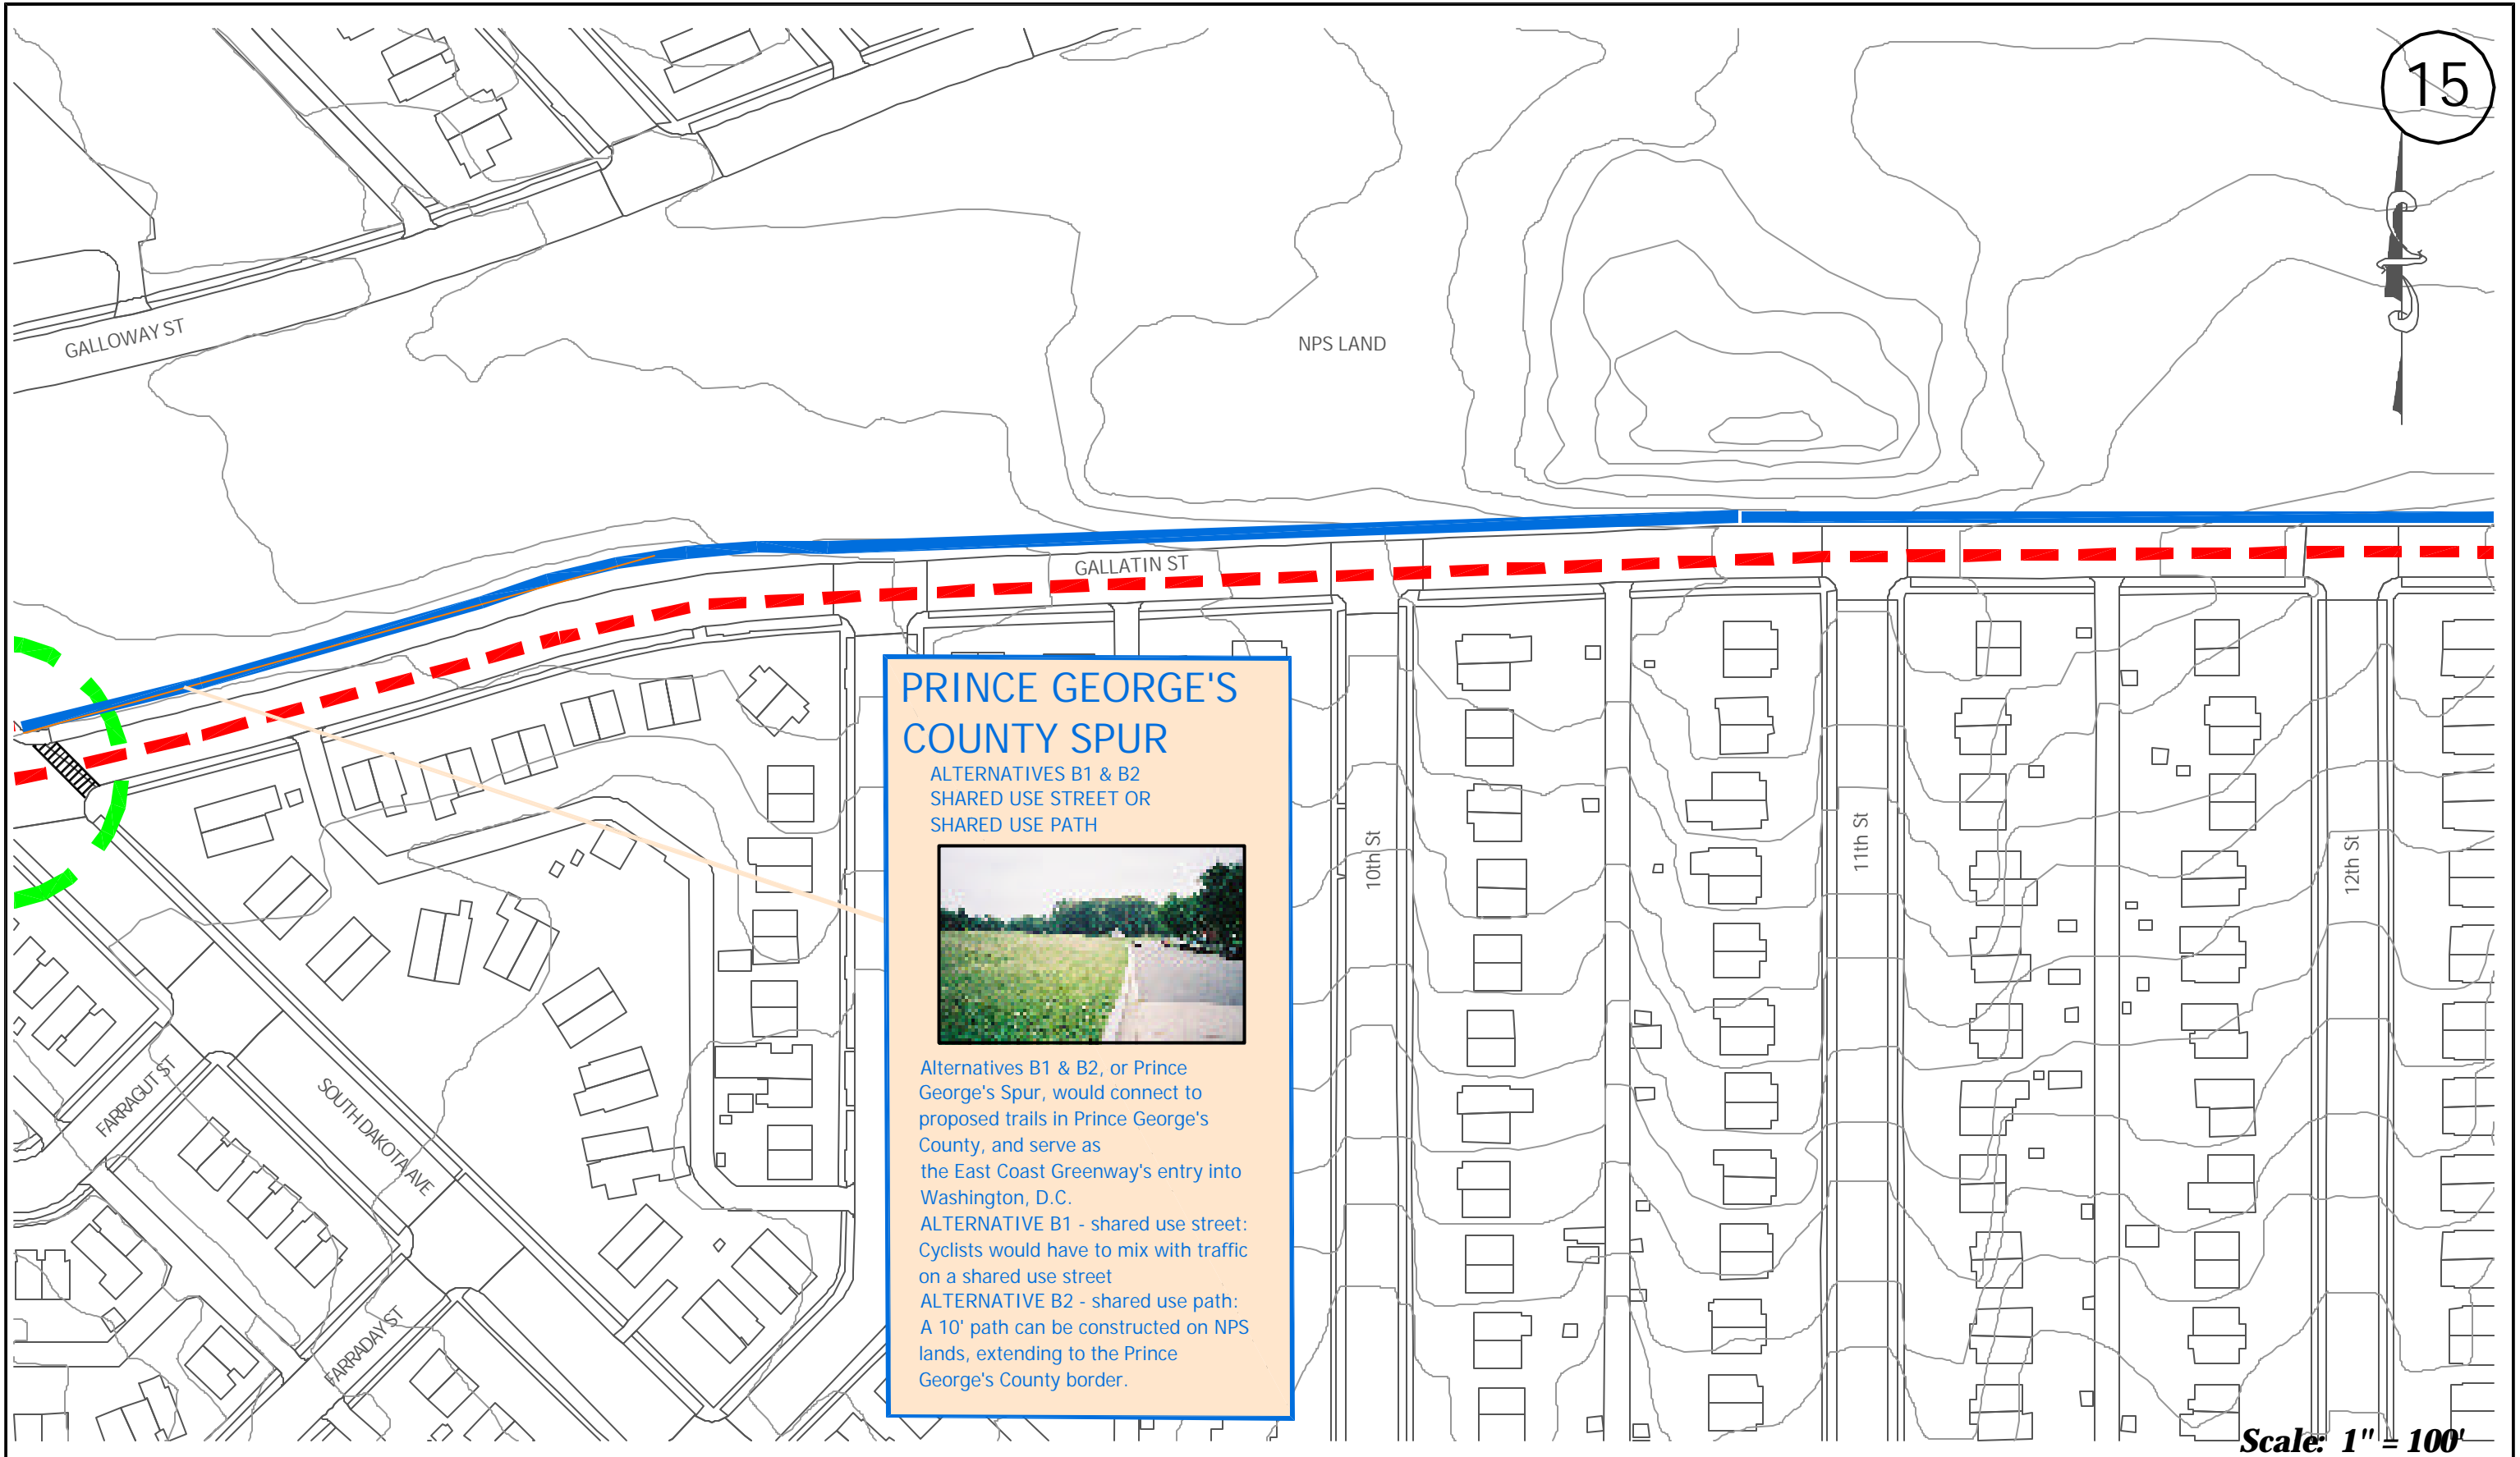 15
GALLOWAY ST
NPS LAND
GALLATIN ST
PRINCE GEORGE'S
COUNTY SPUR
ALTERNATIVES B1 & B2
SHARED USE STREET OR
SHARED USE PATH
Alternatives B1 & B2, or Prince
George's Spur, would connect to
proposed trails in Prince George's
County, and serve as
the East Coast Greenway's entry into
Washington, D.C.
ALTERNATIVE B1 - shared use street:
Cyclists would have to mix with traffic
on a shared use street
ALTERNATIVE B2 - shared use path:
A 10' path can be constructed on NPS
lands, extending to the Prince
George's County border.
10th St
11th St
12th St
FARRAGUT ST
SOUTH DAKOTA AVE
FARRADAY ST
Scale: 1" = 100'